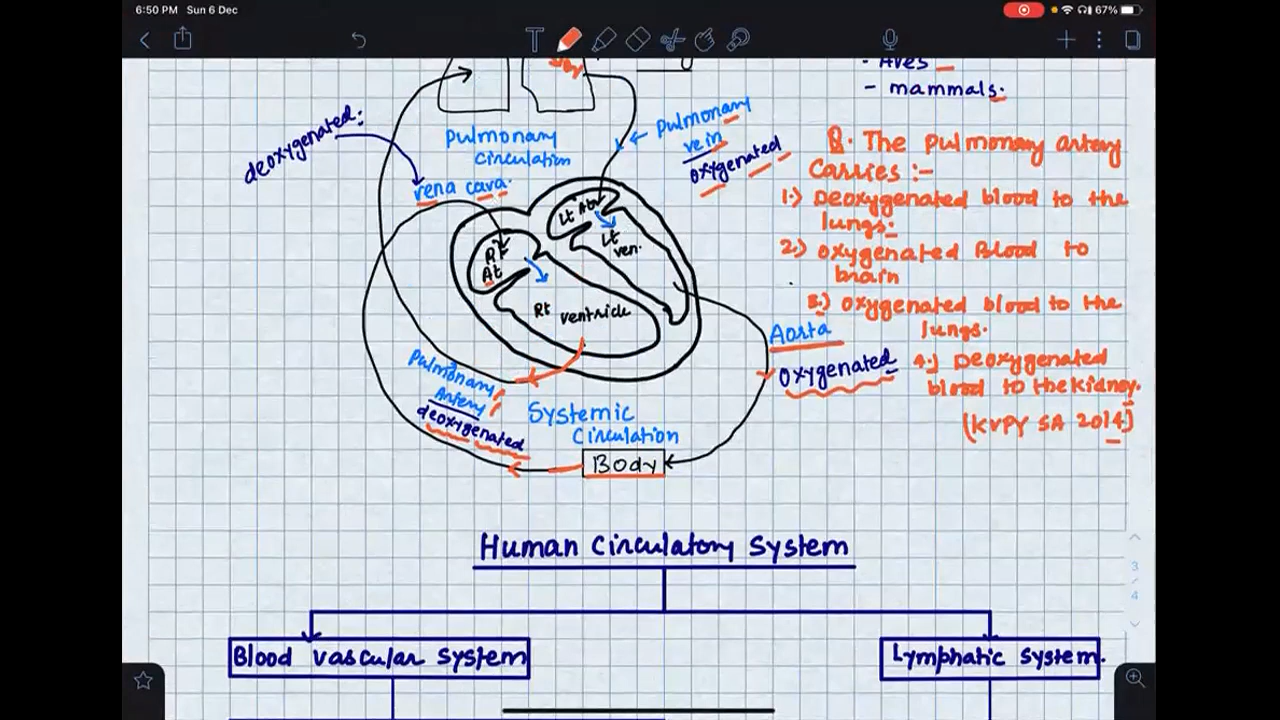 6:50 PM Sun 6 Dec
67%
- Aves
- mammals.
deoxygenated:
Pulmonary
circulation
Pulmonary
vein
oxygenated
vena cava.
Lt Atr
Lt
ven.
Rt
At
Rt ventricle
Pulmonary
Artery
deoxygenated
Aorta
Oxygenated
Systemic
Circulation
Body
Q. The Pulmonary artery
Carries :-
1.) Deoxygenated blood to the
lungs.
2.) Oxygenated Blood to
brain
3.) Oxygenated blood to the
lungs.
4.) Deoxygenated
blood to the kidney.
(KVPY SA 2014)
Human Circulatory System
Blood vascular system
Lymphatic system.
3
4